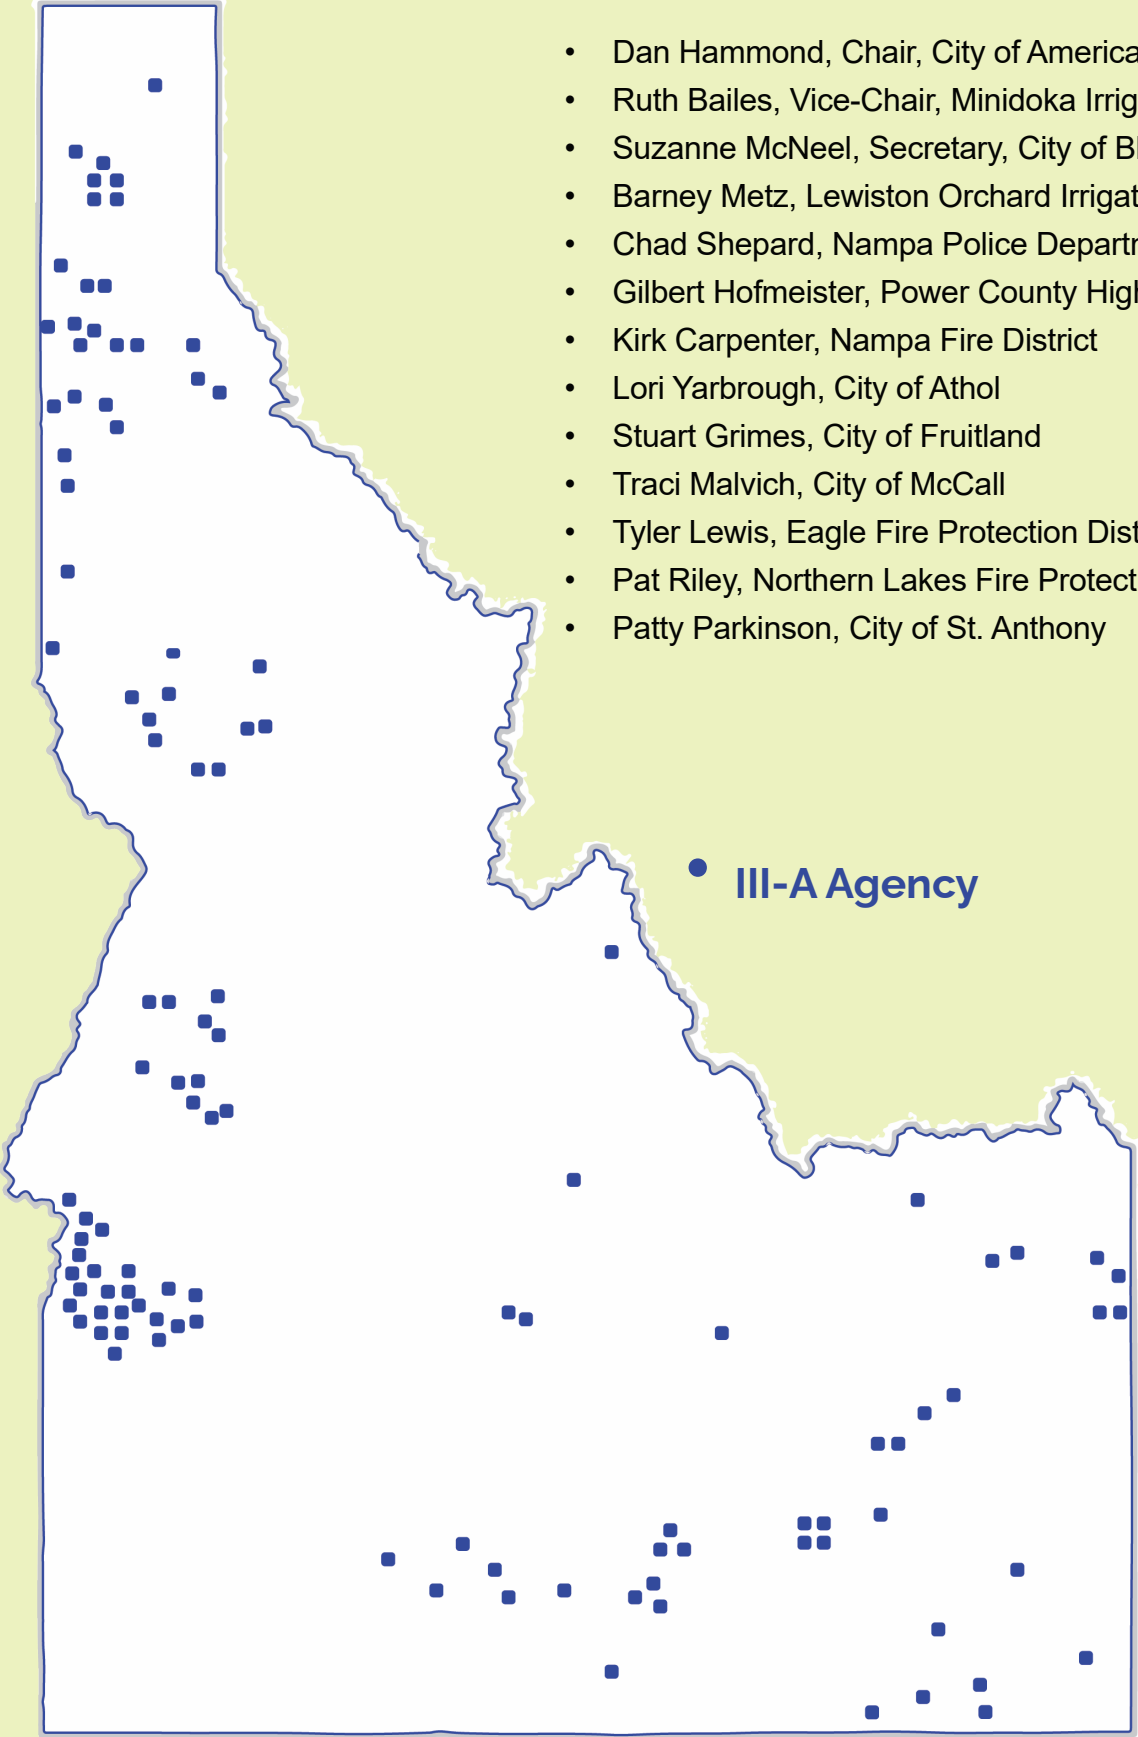 • Dan Hammond, Chair, City of America
• Ruth Bailes, Vice-Chair, Minidoka Irrig
• Suzanne McNeel, Secretary, City of Bl
• Barney Metz, Lewiston Orchard Irrigat
• Chad Shepard, Nampa Police Departm
• Gilbert Hofmeister, Power County High
• Kirk Carpenter, Nampa Fire District
• Lori Yarbrough, City of Athol
• Stuart Grimes, City of Fruitland
• Traci Malvich, City of McCall
• Tyler Lewis, Eagle Fire Protection Dist
• Pat Riley, Northern Lakes Fire Protect
• Patty Parkinson, City of St. Anthony
III-A Agency